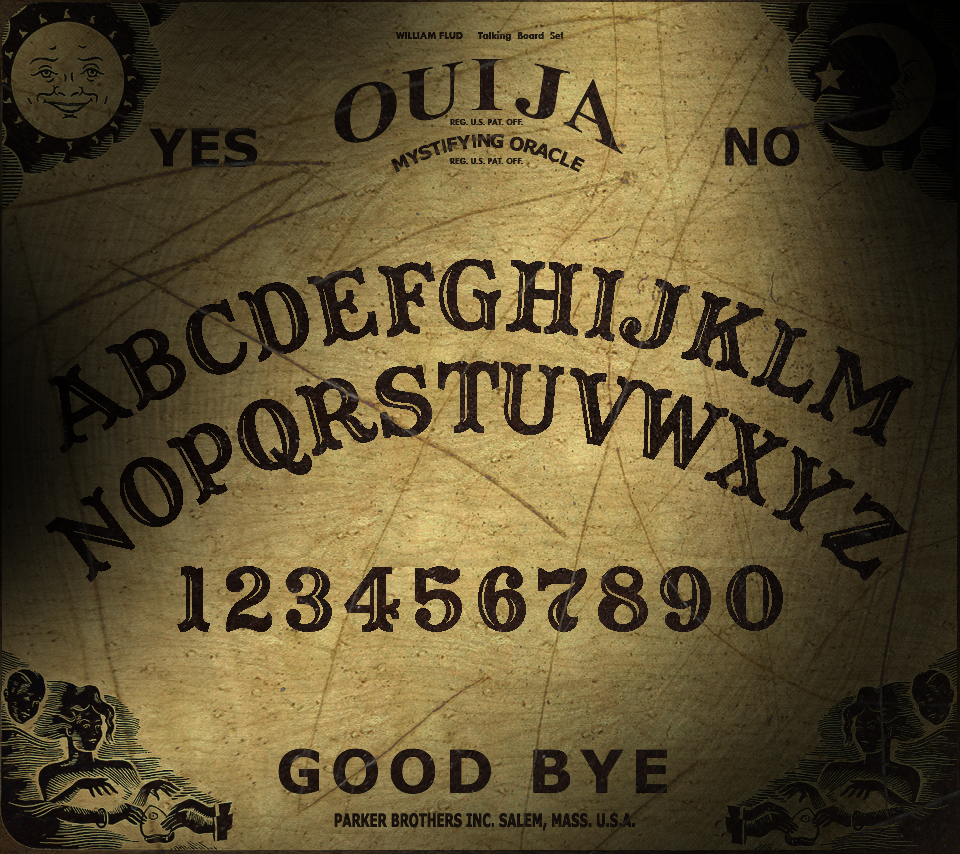 WILLIAM FLUD Talking Board Set
OUIJA
REG. U.S. PAT. OFF.
MYSTIFYING ORACLE
REG. U.S. PAT. OFF.
YES
NO
ABCDEFGHIJKLM
NOPQRSTUVWXYZ
1234567890
GOOD BYE
PARKER BROTHERS INC. SALEM, MASS. U.S.A.